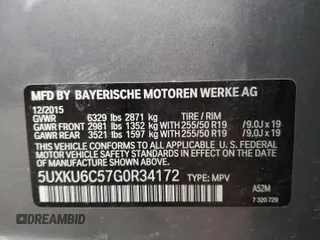 MFD BY BAYERISCHE MOTOREN WERKE AG
12/2015
GVWR 6329 lbs 2871 kg TIRE / RIM
GAWR FRONT 2981 lbs 1352 kg ➔ 255/50 R19 /9.0J x 19
GAWR REAR 3521 lbs 1597 kg ➔ 255/50 R19 /9.0J x 19
THIS VEHICLE CONFORMS TO ALL APPLICABLE
U.S. FEDERAL MOTOR VEHICLE SAFETY STANDARDS
IN EFFECT ON THE DATE OF MANUFACTURE SHOWN ABOVE.
5UXKU6C57G0R34172 TYPE: MPV
A52M
7 320 729
DREAMBID